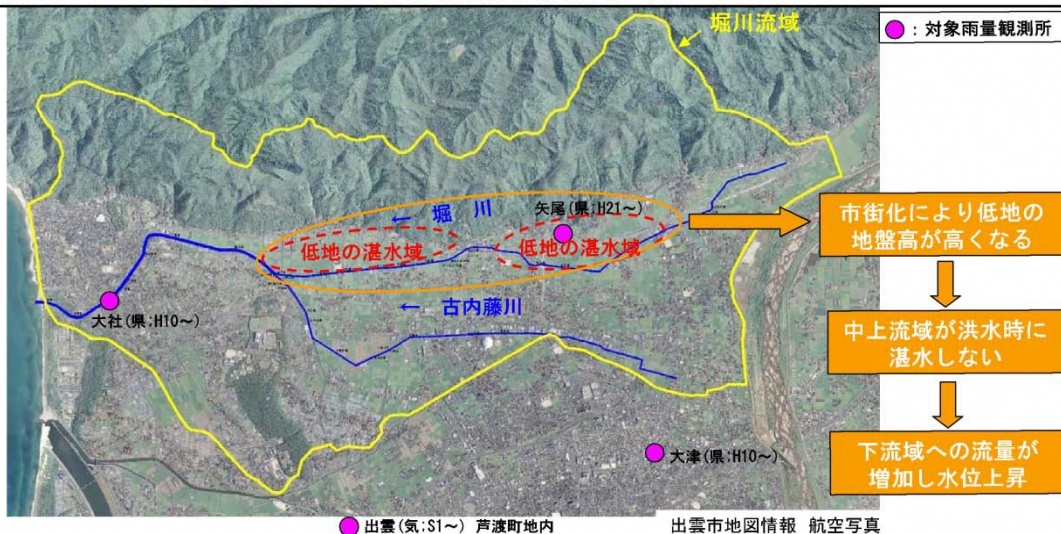 堀川流域
: 対象雨量観測所
← 堀 川
矢尾(県;H21～)
低地の湛水域
低地の湛水域
← 古内藤川
大社(県;H10～)
大津(県;H10～)
出雲(気;S1～) 芦渡町地内
出雲市地図情報 航空写真
市街化により低地の
地盤高が高くなる
中上流域が洪水時に
湛水しない
下流域への流量が
増加し水位上昇